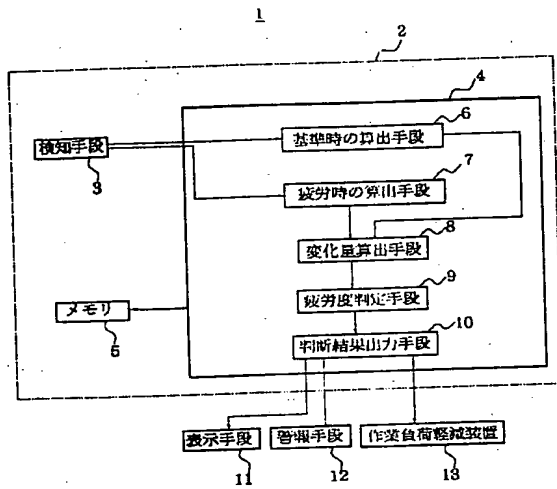 1
2
4
6
検知手段
3
基準時の算出手段
7
疲労時の算出手段
8
変化量算出手段
9
疲労度判定手段
メモリ
5
10
判断結果出力手段
表示手段
警報手段
作業負荷軽減装置
11
12
13